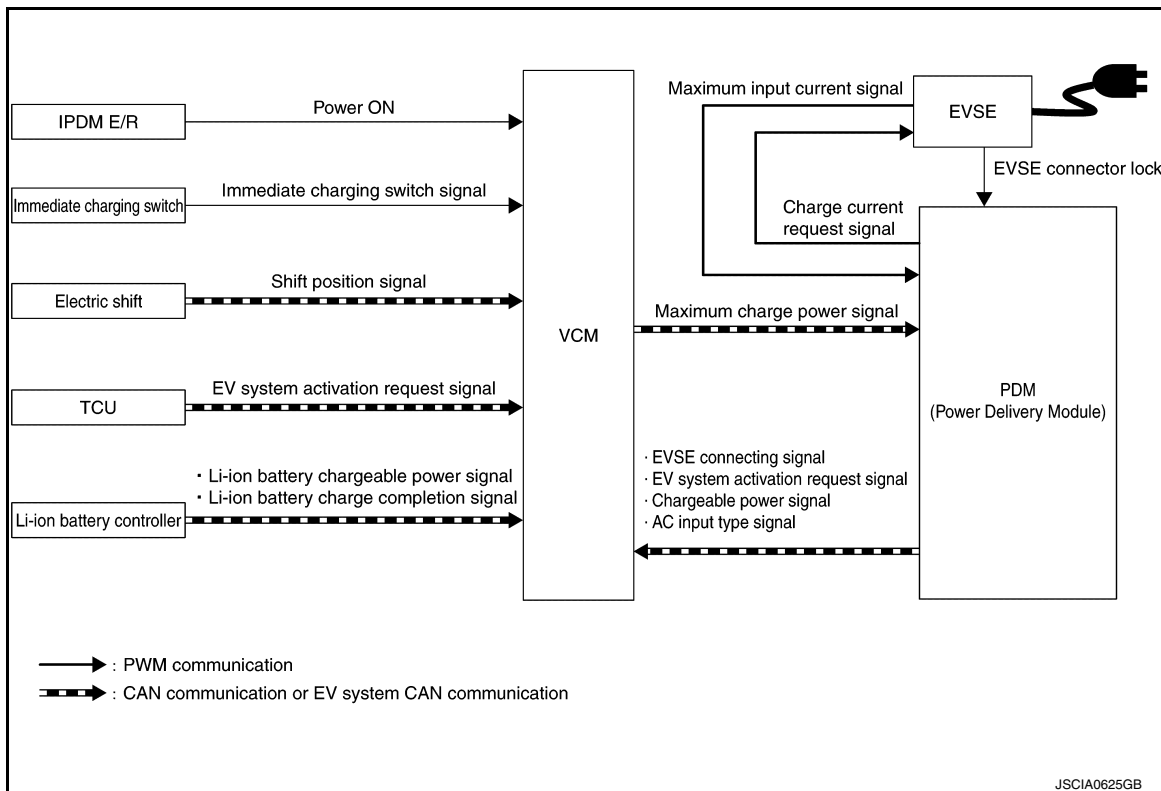 IPDM E/R
Power ON
Immediate charging switch
Immediate charging switch signal
Electric shift
Shift position signal
TCU
EV system activation request signal
Li-ion battery controller
・ Li-ion battery chargeable power signal
・ Li-ion battery charge completion signal
VCM
Maximum input current signal
EVSE
EVSE connector lock
Charge current
request signal
Maximum charge power signal
PDM
(Power Delivery Module)
· EVSE connecting signal
· EV system activation request signal
· Chargeable power signal
· AC input type signal
: PWM communication
: CAN communication or EV system CAN communication
JSCIA0625GB